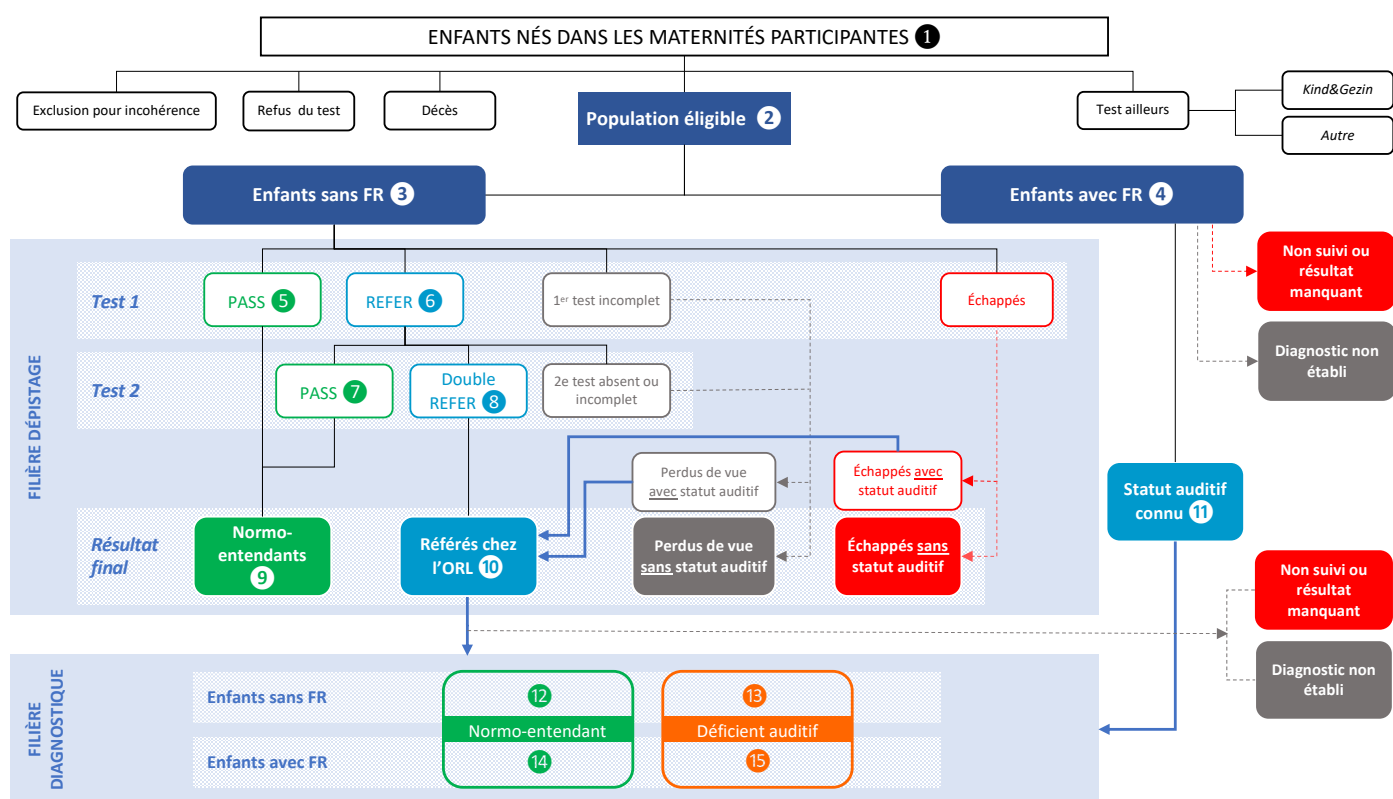 ENFANTS NÉS DANS LES MATERNITÉS PARTICIPANTES 1
Exclusion pour incohérence
Refus du test
Décès
Population éligible 2
Test ailleurs
Kind&Gezin
Autre
Enfants sans FR 3
Enfants avec FR 4
Non suivi ou
résultat
manquant
Diagnostic non
établi
FILIÈRE DÉPISTAGE
Test 1
PASS 5
REFER 6
1er test incomplet
Échappés
Test 2
PASS 7
Double
REFER 8
2e test absent ou
incomplet
Perdus de vue
avec statut auditif
Échappés avec
statut auditif
Statut auditif
connu 11
Résultat
final
Normo-
entendants
9
Référés chez
l'ORL 10
Perdus de vue
sans statut auditif
Échappés sans
statut auditif
Non suivi ou
résultat
manquant
Diagnostic non
établi
FILIÈRE
DIAGNOSTIQUE
Enfants sans FR
12
13
Normo-entendant
Déficient auditif
Enfants avec FR
14
15